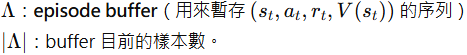 Λ：episode buffer（用來暫存 (s_t, a_t, r_t, V(s_t)) 的序列）
|Λ|：buffer 目前的樣本數。